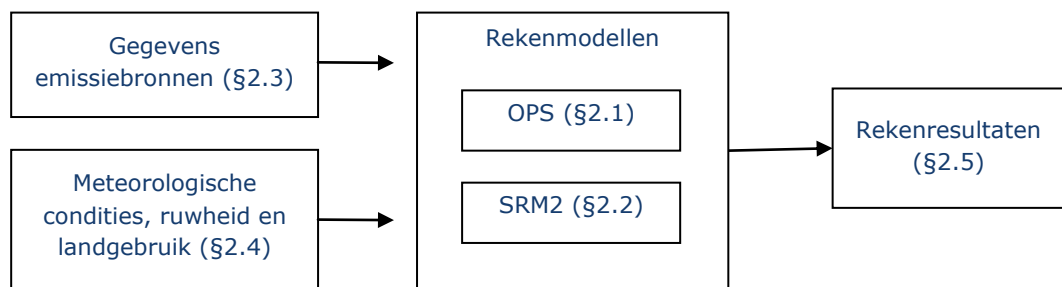 Gegevens
emissiebronnen (§2.3)
Meteorologische
condities, ruwheid en
landgebruik (§2.4)
Rekenmodellen
OPS (§2.1)
SRM2 (§2.2)
Rekenresultaten
(§2.5)